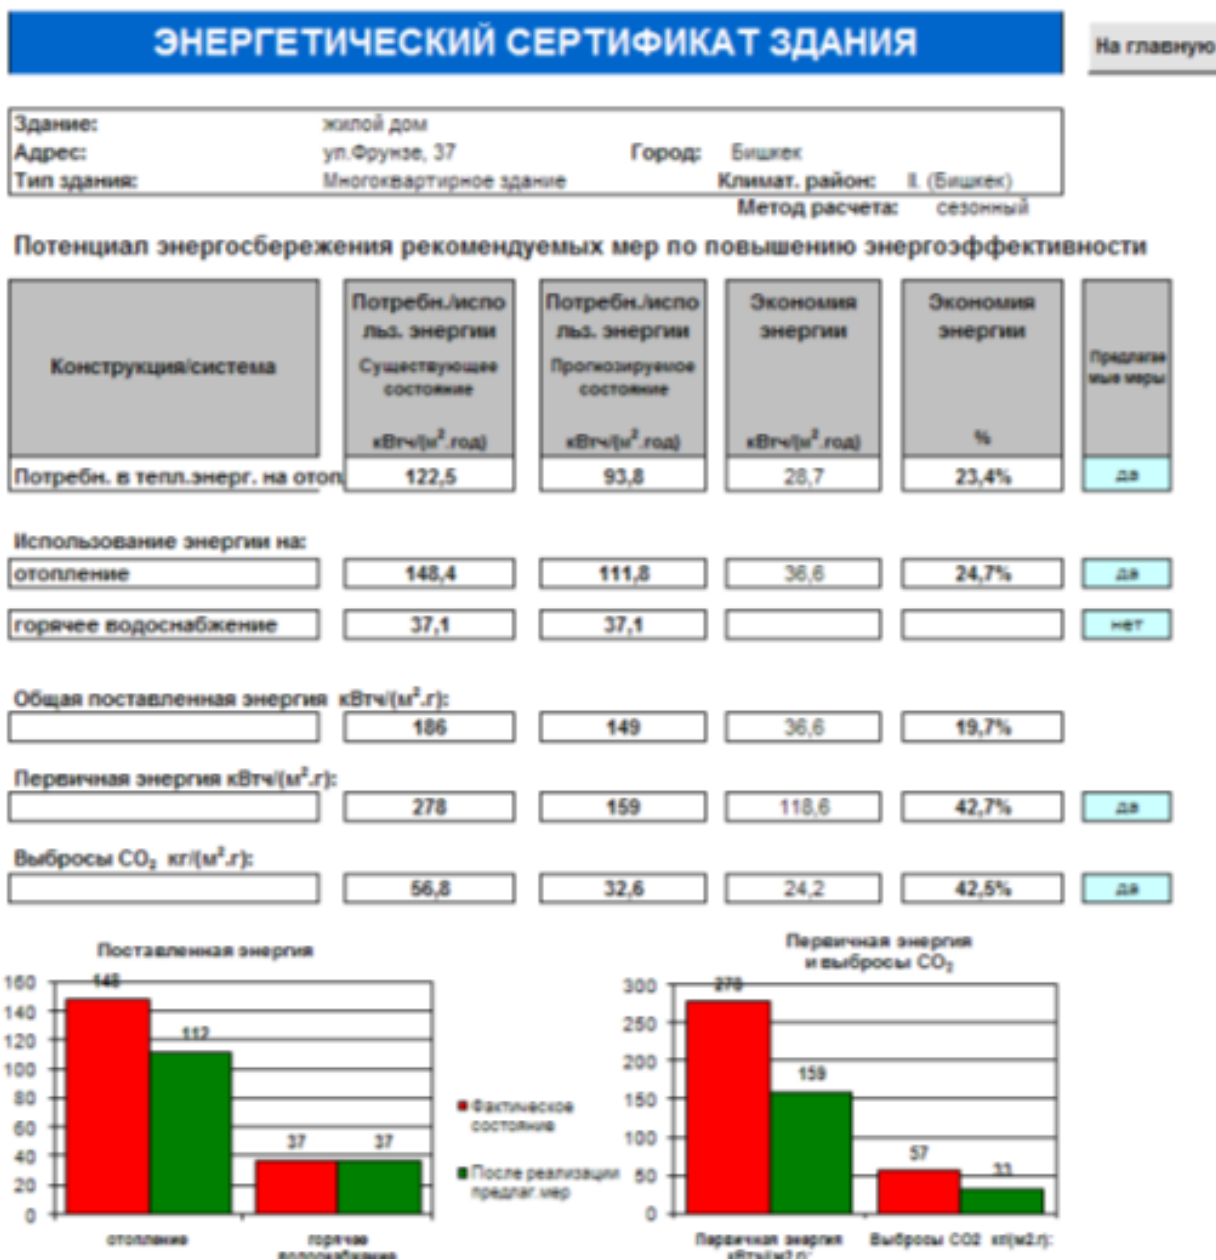 ЭНЕРГЕТИЧЕСКИЙ СЕРТИФИКАТ ЗДАНИЯ
На главную
Здание: жилой дом
Адрес: ул.Фрунзе, 37 Город: Бишкек
Тип здания: Многоквартирное здание Климат. район: II. (Бишкек)
Метод расчета: сезонный
Потенциал энергосбережения рекомендуемых мер по повышению энергоэффективности
Конструкция/система
Потребн./испо
льз. энергии
Существующее
состояние
кВтч/(м².год)
Потребн./испо
льз. энергии
Прогнозируемое
состояние
кВтч/(м².год)
Экономия
энергии
кВтч/(м².год)
Экономия
энергии
%
Предлагае
мые меры
Потребн. в тепл.энерг. на отоп. 122,5 93,8 28,7 23,4% да
Использование энергии на:
отопление 148,4 111,8 36,6 24,7% да
горячее водоснабжение 37,1 37,1 нет
Общая поставленная энергия кВтч/(м².г):
186 149 36,6 19,7%
Первичная энергия кВтч/(м².г):
278 159 118,6 42,7% да
Выбросы CO₂ кг/(м².г):
56,8 32,6 24,2 42,5% да
Поставленная энергия
160
140
120
100
80
60
40
20
0
148
112
37
37
отопление
горячее
водоснабжение
Фактическое
состояние
После реализации
предлаг.мер
Первичная энергия
и выбросы CO₂
300
250
200
150
100
50
0
278
159
57
33
Первичная энергия
кВтч/(м2.г):
Выбросы CO2 кг/(м2.г):